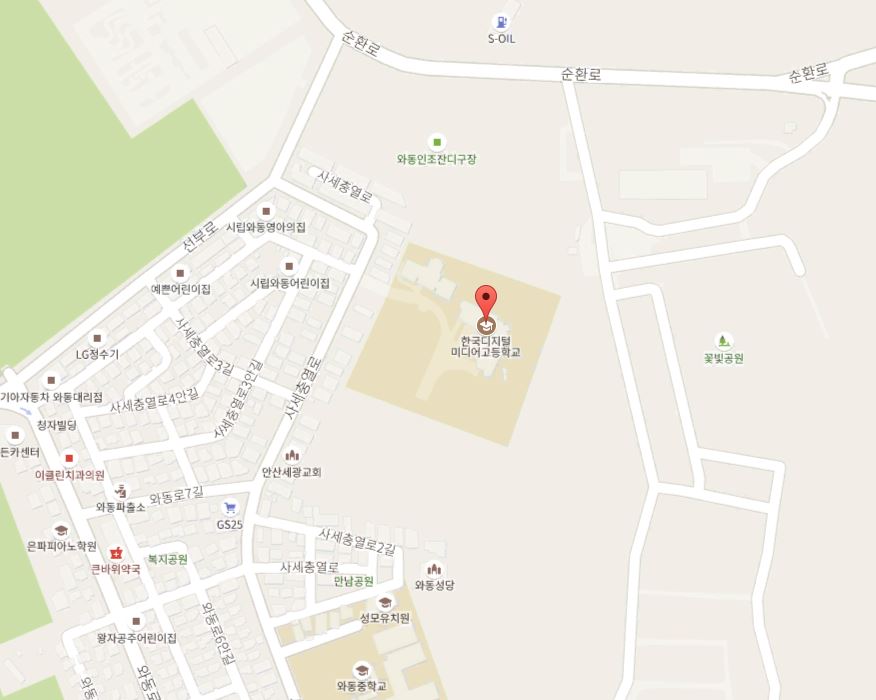 순환로
S-OIL
순환로
순환로
와동인조잔디구장
사세충열로
시립와동영아의집
선부로
시립와동어린이집
예쁜어린이집
한국디지털
미디어고등학교
LG정수기
사세충열로3길
꽃빛공원
사세충열로
사세충열로3안길
기아자동차 와동대리점
사세충열로4안길
청자빌딩
든카센터
이클린치과의원
안산세광교회
와동로7길
와동파출소
GS25
은파피아노학원
사세충열로2길
복지공원
큰바위약국
사세충열로
만남공원
와동성당
성모유치원
와동로6안길
왕자공주어린이집
와동중학교
와동로
와동